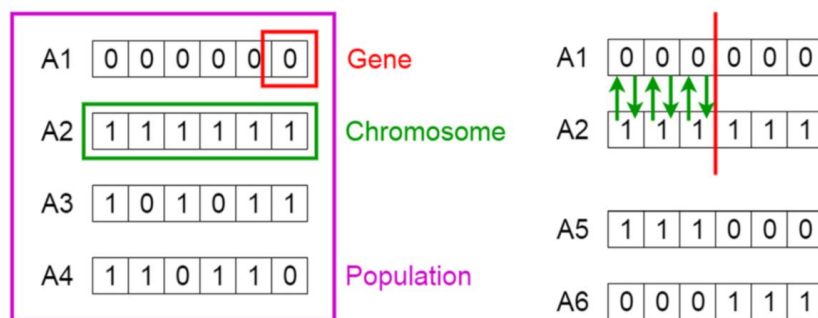 A1 0 0 0 0 0 0 Gene
A2 1 1 1 1 1 1 Chromosome
A3 1 0 1 0 1 1
A4 1 1 0 1 1 0 Population
A1 0 0 0 0 0 0
A2 1 1 1 1 1 1
A5 1 1 1 0 0 0
A6 0 0 0 1 1 1